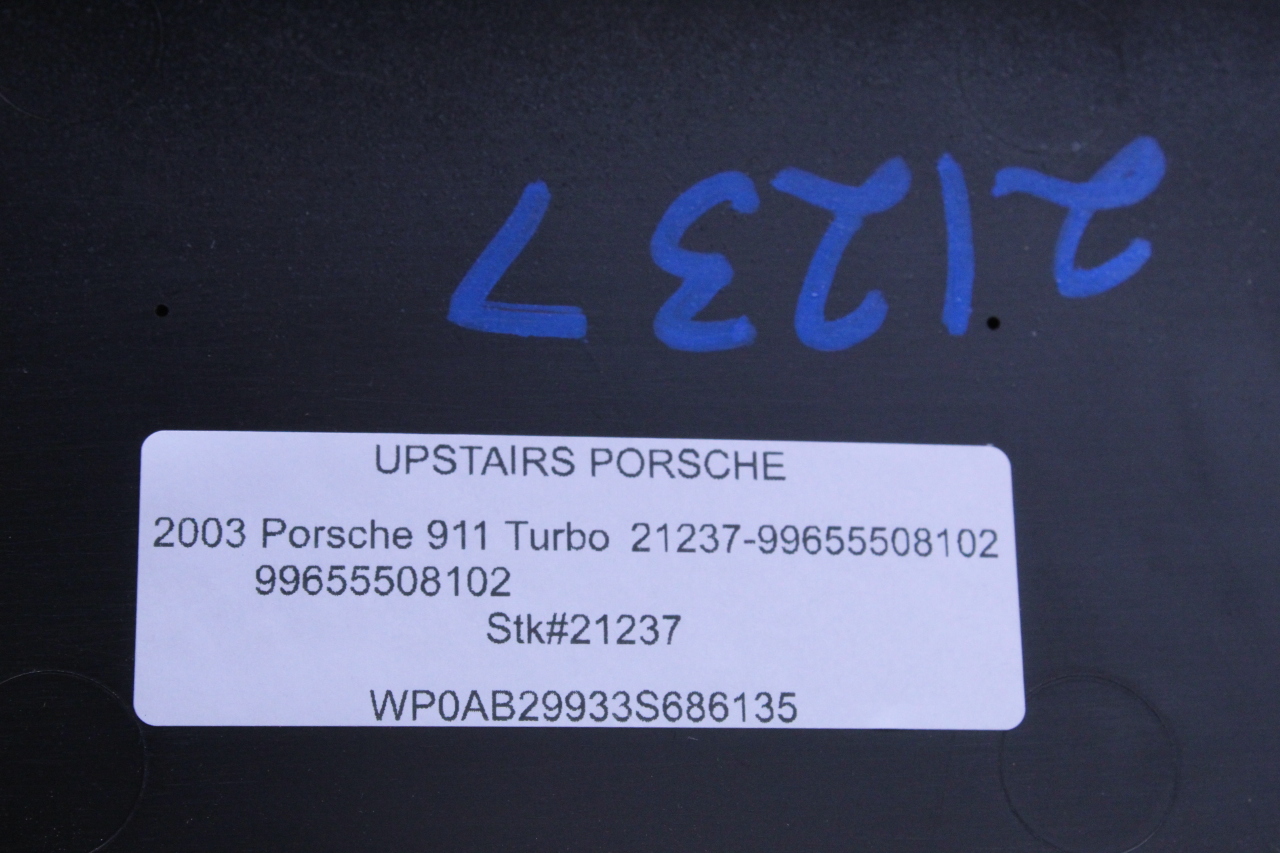 21237
UPSTAIRS PORSCHE
2003 Porsche 911 Turbo 21237-99655508102
99655508102
Stk#21237
WP0AB29933S686135